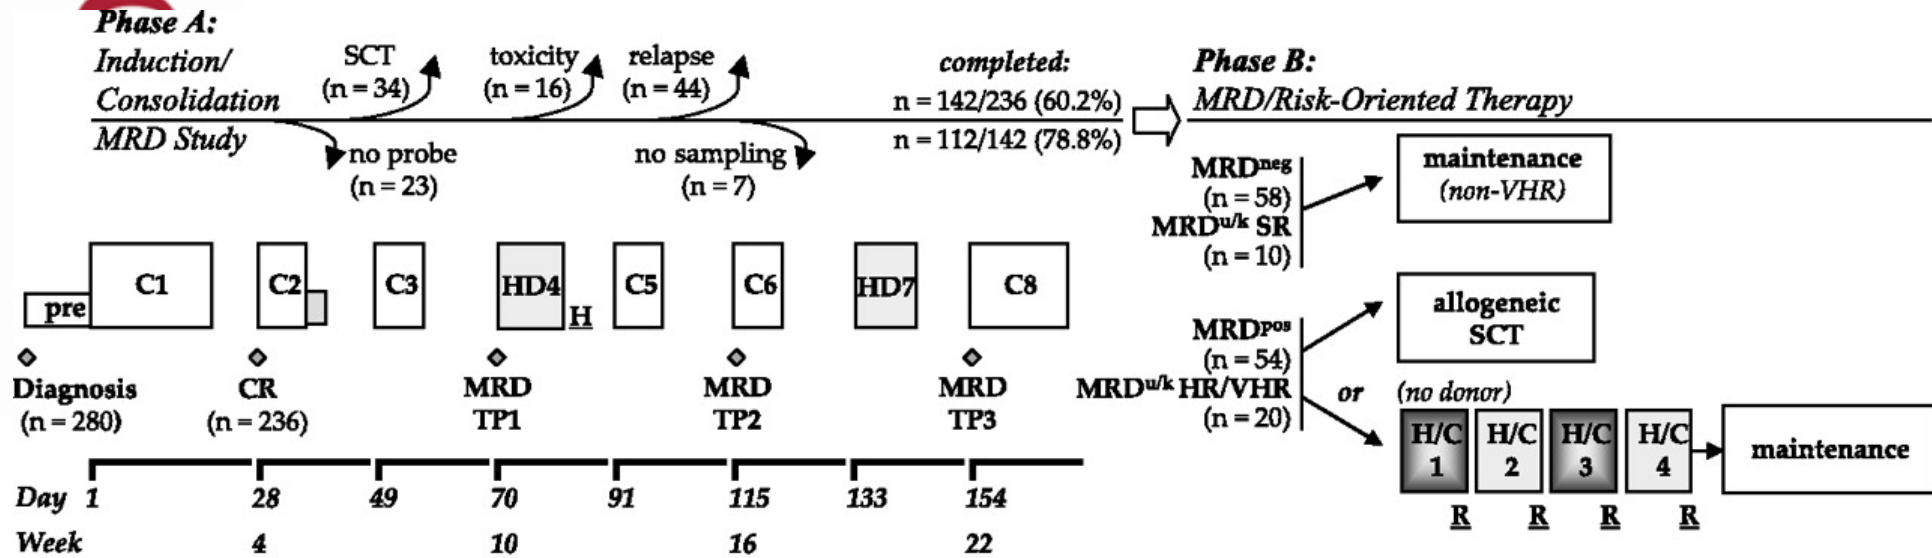 Phase A:
Induction/
Consolidation
MRD Study
SCT
(n = 34)
toxicity
(n = 16)
relapse
(n = 44)
no probe
(n = 23)
no sampling
(n = 7)
completed:
n = 142/236 (60.2%)
n = 112/142 (78.8%)
Phase B:
MRD/Risk-Oriented Therapy
MRDneg
(n = 58)
MRDu/k SR
(n = 10)
maintenance
(non-VHR)
MRDpos
(n = 54)
MRDu/k HR/VHR
(n = 20)
allogeneic
SCT
or
(no donor)
H/C
1
H/C
2
H/C
3
H/C
4
maintenance
R R R R
pre C1 C2 C3 HD4 H C5 C6 HD7 C8
Diagnosis
(n = 280)
CR
(n = 236)
MRD
TP1
MRD
TP2
MRD
TP3
Day 1 28 49 70 91 115 133 154
Week 4 10 16 22